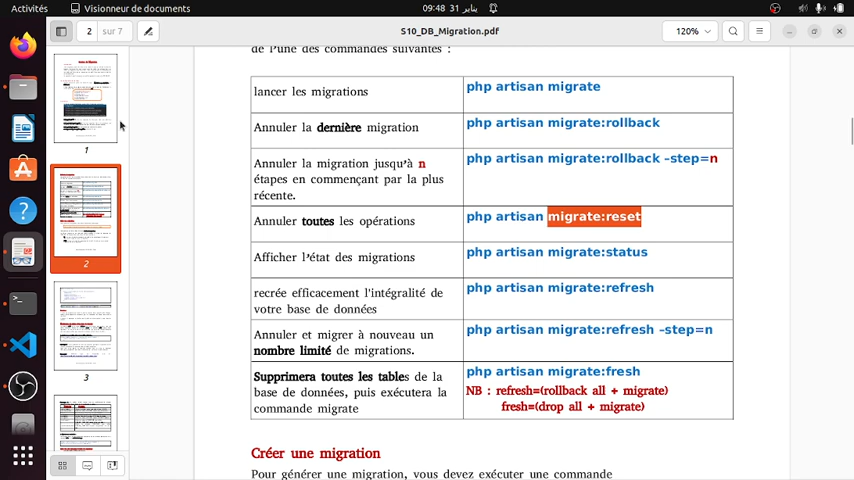 Activités
Visionneur de documents
يناير 31 09:48
2 sur 7
S10_DB_Migration.pdf
120%
de l'une des commandes suivantes :
lancer les migrations
php artisan migrate
Annuler la dernière migration
php artisan migrate:rollback
Annuler la migration jusqu'à n
étapes en commençant par la plus
récente.
php artisan migrate:rollback –step=n
Annuler toutes les opérations
php artisan migrate:reset
Afficher l'état des migrations
php artisan migrate:status
recrée efficacement l'intégralité de
votre base de données
php artisan migrate:refresh
Annuler et migrer à nouveau un
nombre limité de migrations.
php artisan migrate:refresh –step=n
Supprimera toutes les tables de la
base de données, puis exécutera la
commande migrate
php artisan migrate:fresh
NB : refresh=(rollback all + migrate)
fresh=(drop all + migrate)
Créer une migration
Pour générer une migration, vous devez exécuter une commande
1
2
3